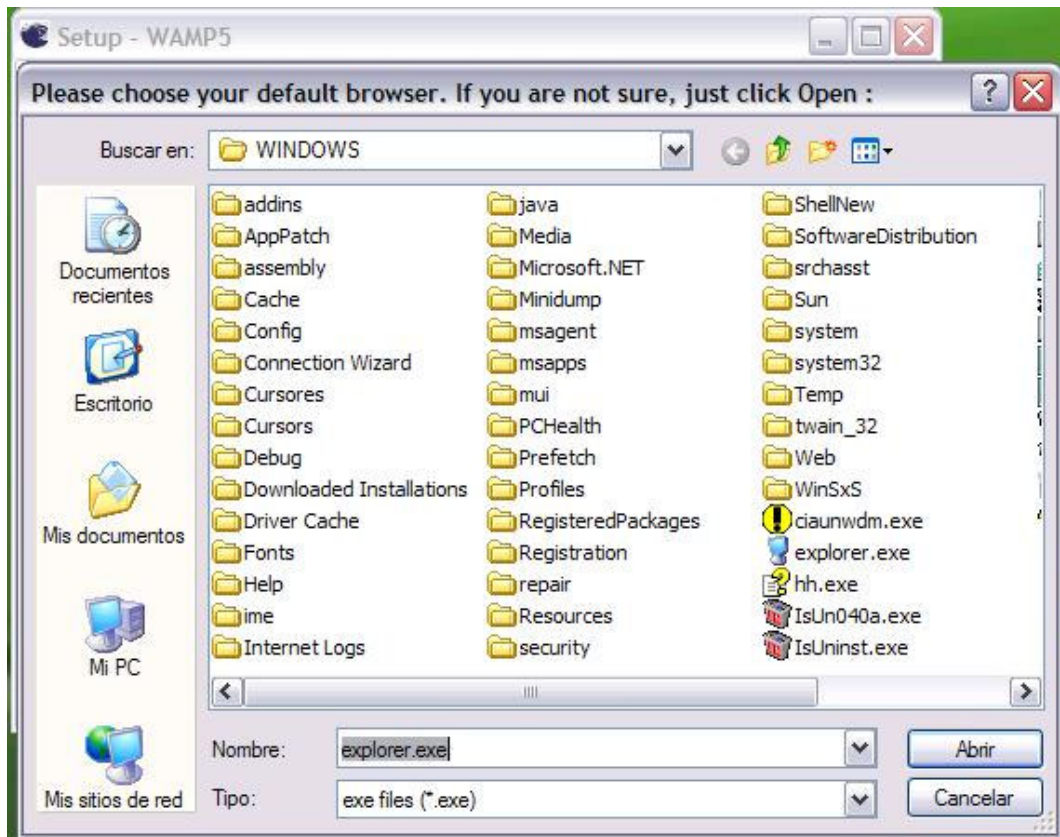 Setup - WAMP5
Please choose your default browser. If you are not sure, just click Open :
Buscar en: WINDOWS
Documentos recientes
Escritorio
Mis documentos
Mi PC
Mis sitios de red
addins
AppPatch
assembly
Cache
Config
Connection Wizard
Cursores
Cursors
Debug
Downloaded Installations
Driver Cache
Fonts
Help
ime
Internet Logs
java
Media
Microsoft.NET
Minidump
msagent
msapps
mui
PCHealth
Prefetch
Profiles
RegisteredPackages
Registration
repair
Resources
security
ShellNew
SoftwareDistribution
srchasst
Sun
system
system32
Temp
twain_32
Web
WinSxS
ciaunwdm.exe
explorer.exe
hh.exe
IsUn040a.exe
IsUninst.exe
Nombre: explorer.exe Abrir
Tipo: exe files (*.exe) Cancelar